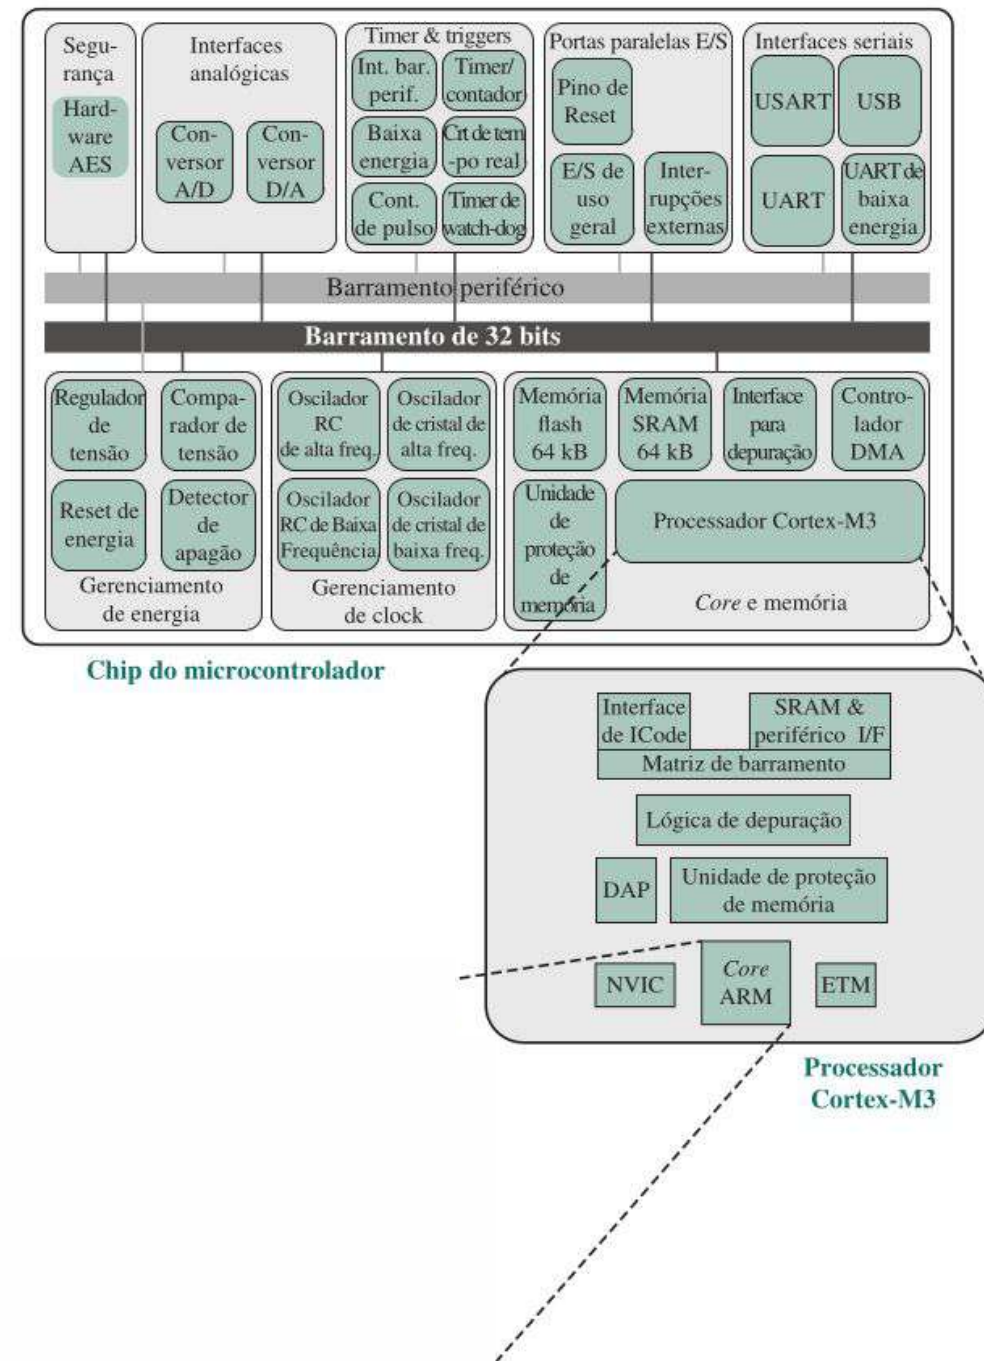 Segu-
rança
Hard-
ware
AES
Interfaces
analógicas
Con-
versor
A/D
Con-
versor
D/A
Timer & triggers
Int. bar.
perif.
Timer/
contador
Baixa
energia
Crt de tem
-po real
Cont.
de pulso
Timer de
watch-dog
Portas paralelas E/S
Pino de
Reset
E/S de
uso
geral
Inter-
rupções
externas
Interfaces seriais
USART
USB
UART
UART de
baixa
energia
Barramento periférico
Barramento de 32 bits
Regulador
de
tensão
Compa-
rador de
tensão
Reset de
energia
Detector
de
apagão
Gerenciamento
de energia
Oscilador
RC
de alta freq.
Oscilador
de cristal de
alta freq.
Oscilador
RC de Baixa
Frequência
Oscilador
de cristal de
baixa freq.
Gerenciamento
de clock
Memória
flash
64 kB
Memória
SRAM
64 kB
Interface
para
depuração
Contro-
lador
DMA
Unidade
de
proteção
de
memória
Processador Cortex-M3
Core e memória
Chip do microcontrolador
Interface
de ICode
SRAM &
periférico I/F
Matriz de barramento
Lógica de depuração
DAP
Unidade de proteção
de memória
NVIC
Core
ARM
ETM
Processador
Cortex-M3